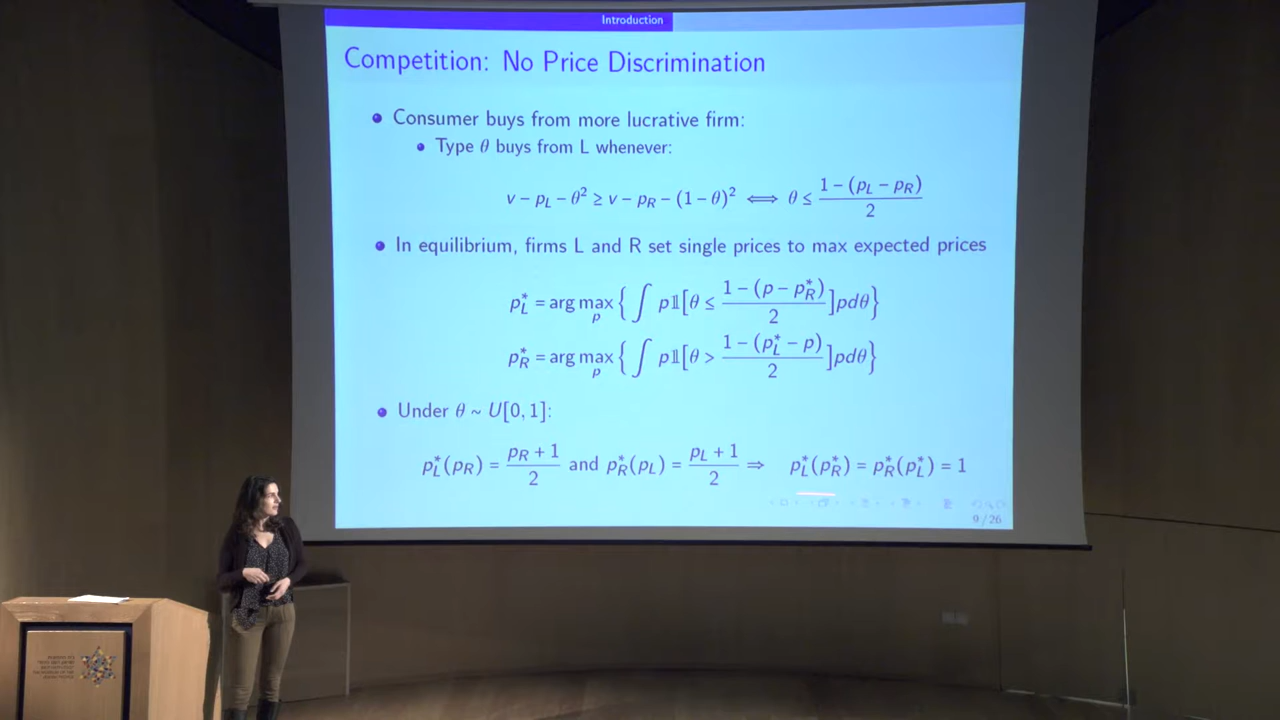 Introduction
Competition: No Price Discrimination
• Consumer buys from more lucrative firm:
• Type θ buys from L whenever:
v − p_L − θ² ≥ v − p_R − (1 − θ)² ⟺ θ ≤ (1 − (p_L − p_R))/2
• In equilibrium, firms L and R set single prices to max expected prices
p*_L = arg max_p { ∫ p𝟙[θ ≤ (1 − (p − p*_R))/2]pdθ}
p*_R = arg max_p { ∫ p𝟙[θ > (1 − (p*_L − p))/2]pdθ}
• Under θ ~ U[0, 1]:
p*_L(p_R) = (p_R + 1)/2 and p*_R(p_L) = (p_L + 1)/2 ⇒ p*_L(p*_R) = p*_R(p*_L) = 1
9 / 26